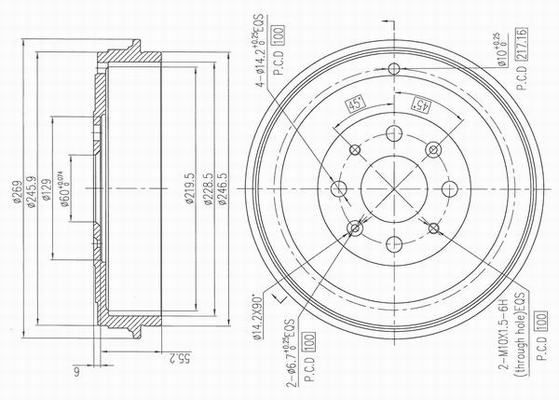 ø269
ø245.9
ø129
ø60 +0.074 0
ø219.5
ø228.5
ø246.5
6
55.2
4-ø14.2 +0.25 0 EQS
P.C.D 100
ø10 +0.25 0
P.C.D 217.16
45°
45°
ø14.2X90°
2-ø6.7 +0.25 0 EQS
P.C.D 100
2-M10X1.5-6H
(through hole)EQS
P.C.D 100